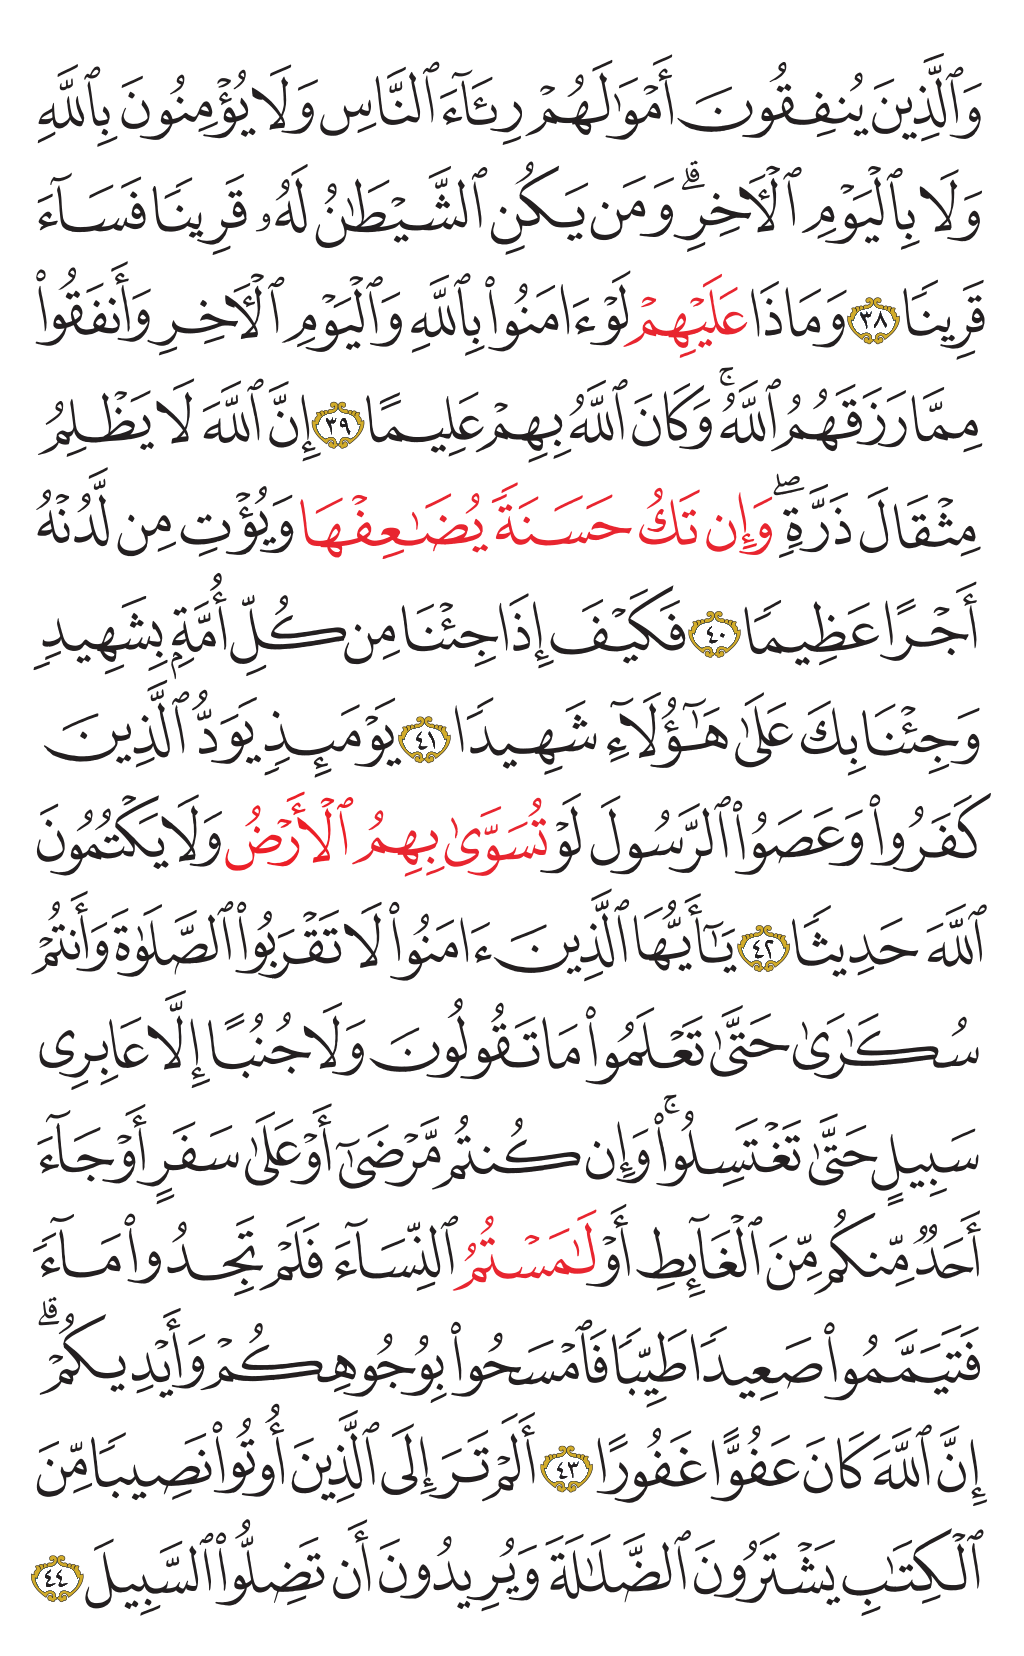 وَٱلَّذِينَ يُنفِقُونَ أَمۡوَٰلَهُمۡ رِئَآءَ ٱلنَّاسِ وَلَا يُؤۡمِنُونَ بِٱللَّهِ
وَلَا بِٱلۡيَوۡمِ ٱلۡأٓخِرِۗ وَمَن يَكُنِ ٱلشَّيۡطَٰنُ لَهُۥ قَرِينٗا فَسَآءَ
قَرِينٗا ٣٨ وَمَاذَا عَلَيۡهِمۡ لَوۡ ءَامَنُواْ بِٱللَّهِ وَٱلۡيَوۡمِ ٱلۡأٓخِرِ وَأَنفَقُواْ
مِمَّا رَزَقَهُمُ ٱللَّهُۚ وَكَانَ ٱللَّهُ بِهِمۡ عَلِيمًا ٣٩ إِنَّ ٱللَّهَ لَا يَظۡلِمُ
مِثۡقَالَ ذَرَّةٖۖ وَإِن تَكُ حَسَنَةٗ يُضَٰعِفۡهَا وَيُؤۡتِ مِن لَّدُنۡهُ
أَجۡرًا عَظِيمٗا ٤٠ فَكَيۡفَ إِذَا جِئۡنَا مِن كُلِّ أُمَّةِۭ بِشَهِيدٖ
وَجِئۡنَا بِكَ عَلَىٰ هَٰٓؤُلَآءِ شَهِيدٗا ٤١ يَوۡمَئِذٖ يَوَدُّ ٱلَّذِينَ
كَفَرُواْ وَعَصَوُاْ ٱلرَّسُولَ لَوۡ تُسَوَّىٰ بِهِمُ ٱلۡأَرۡضُ وَلَا يَكۡتُمُونَ
ٱللَّهَ حَدِيثٗا ٤٢ يَٰٓأَيُّهَا ٱلَّذِينَ ءَامَنُواْ لَا تَقۡرَبُواْ ٱلصَّلَوٰةَ وَأَنتُمۡ
سُكَٰرَىٰ حَتَّىٰ تَعۡلَمُواْ مَا تَقُولُونَ وَلَا جُنُبًا إِلَّا عَابِرِي
سَبِيلٍ حَتَّىٰ تَغۡتَسِلُواْۚ وَإِن كُنتُم مَّرۡضَىٰٓ أَوۡ عَلَىٰ سَفَرٍ أَوۡ جَآءَ
أَحَدٞ مِّنكُم مِّنَ ٱلۡغَآئِطِ أَوۡ لَٰمَسۡتُمُ ٱلنِّسَآءَ فَلَمۡ تَجِدُواْ مَآءٗ
فَتَيَمَّمُواْ صَعِيدٗا طَيِّبٗا فَٱمۡسَحُواْ بِوُجُوهِكُمۡ وَأَيۡدِيكُمۡۗ
إِنَّ ٱللَّهَ كَانَ عَفُوًّا غَفُورًا ٤٣ أَلَمۡ تَرَ إِلَى ٱلَّذِينَ أُوتُواْ نَصِيبٗا مِّنَ
ٱلۡكِتَٰبِ يَشۡتَرُونَ ٱلضَّلَٰلَةَ وَيُرِيدُونَ أَن تَضِلُّواْ ٱلسَّبِيلَ ٤٤